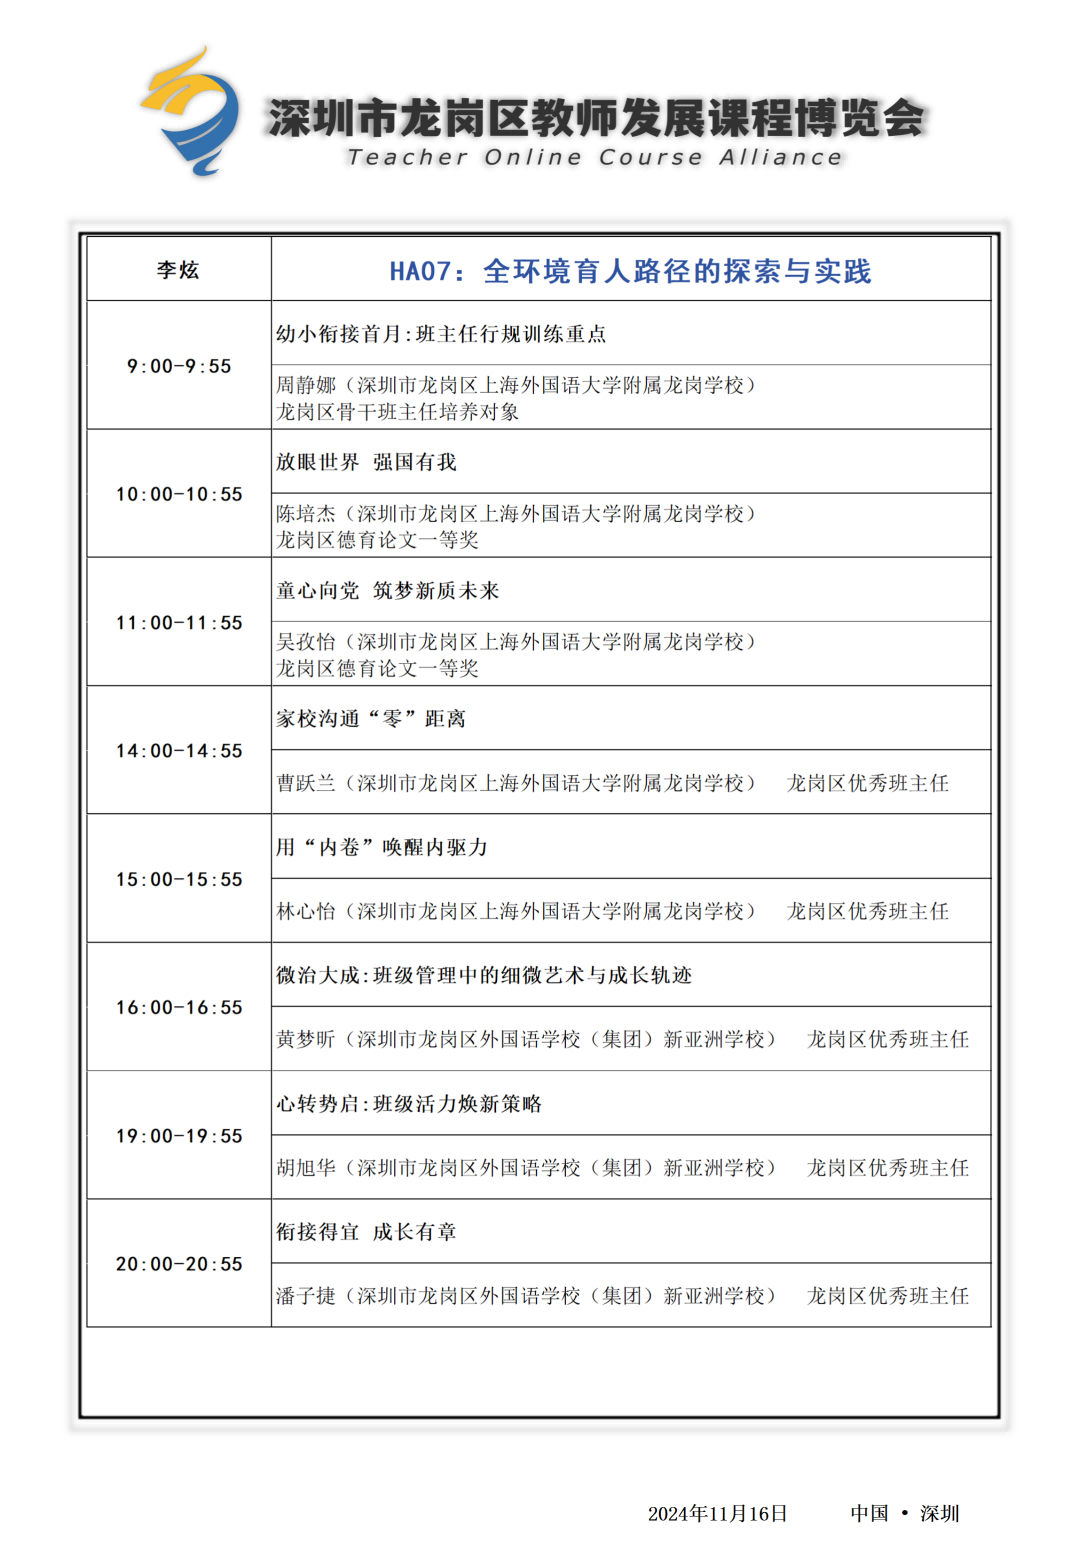 深圳市龙岗区教师发展课程博览会
Teacher Online Course Alliance
李炫
HA07：全环境育人路径的探索与实践
9:00-9:55
幼小衔接首月:班主任行规训练重点
周静娜（深圳市龙岗区上海外国语大学附属龙岗学校）
龙岗区骨干班主任培养对象
10:00-10:55
放眼世界 强国有我
陈培杰（深圳市龙岗区上海外国语大学附属龙岗学校）
龙岗区德育论文一等奖
11:00-11:55
童心向党 筑梦新质未来
吴孜怡（深圳市龙岗区上海外国语大学附属龙岗学校）
龙岗区德育论文一等奖
14:00-14:55
家校沟通“零”距离
曹跃兰（深圳市龙岗区上海外国语大学附属龙岗学校） 龙岗区优秀班主任
15:00-15:55
用“内卷”唤醒内驱力
林心怡（深圳市龙岗区上海外国语大学附属龙岗学校） 龙岗区优秀班主任
16:00-16:55
微治大成:班级管理中的细微艺术与成长轨迹
黄梦昕（深圳市龙岗区外国语学校（集团）新亚洲学校） 龙岗区优秀班主任
19:00-19:55
心转势启:班级活力焕新策略
胡旭华（深圳市龙岗区外国语学校（集团）新亚洲学校） 龙岗区优秀班主任
20:00-20:55
衔接得宜 成长有章
潘子捷（深圳市龙岗区外国语学校（集团）新亚洲学校） 龙岗区优秀班主任
2024年11月16日 中国 • 深圳